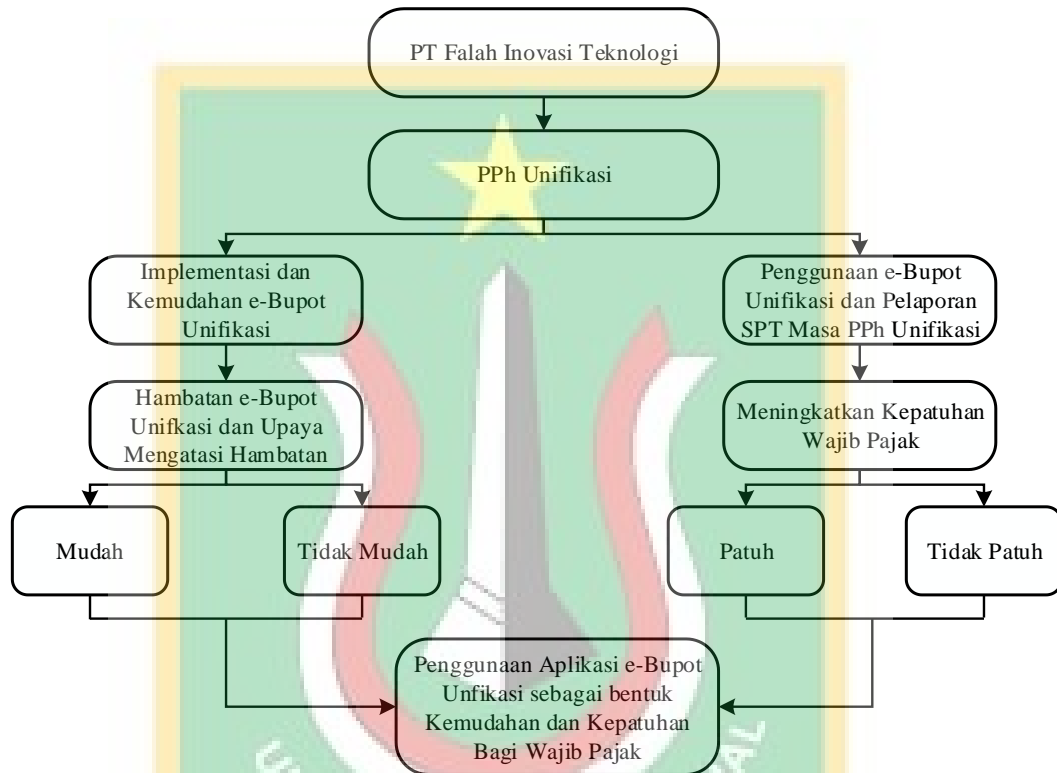 PT Falah Inovasi Teknologi
PPh Unifikasi
Implementasi dan
Kemudahan e-Bupot
Unifikasi
Penggunaan e-Bupot
Unifikasi dan Pelaporan
SPT Masa PPh Unifikasi
Hambatan e-Bupot
Unifkasi dan Upaya
Mengatasi Hambatan
Meningkatkan Kepatuhan
Wajib Pajak
Mudah
Tidak Mudah
Patuh
Tidak Patuh
Penggunaan Aplikasi e-Bupot
Unfikasi sebagai bentuk
Kemudahan dan Kepatuhan
Bagi Wajib Pajak